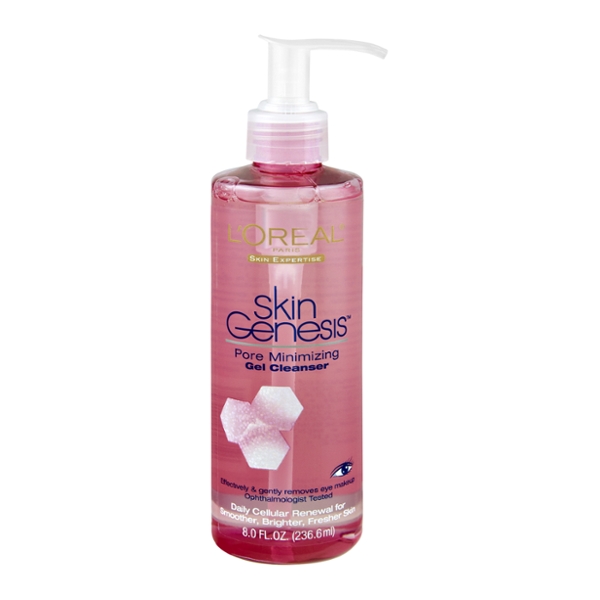 L'ORÉAL
PARIS
SKIN EXPERTISE
Skin
Genesis™
Pore Minimizing
Gel Cleanser
Effectively & gently removes eye makeup
Ophthalmologist Tested
Daily Cellular Renewal for
Smoother, Brighter, Fresher Skin
8.0 FL.OZ. (236.6ml)